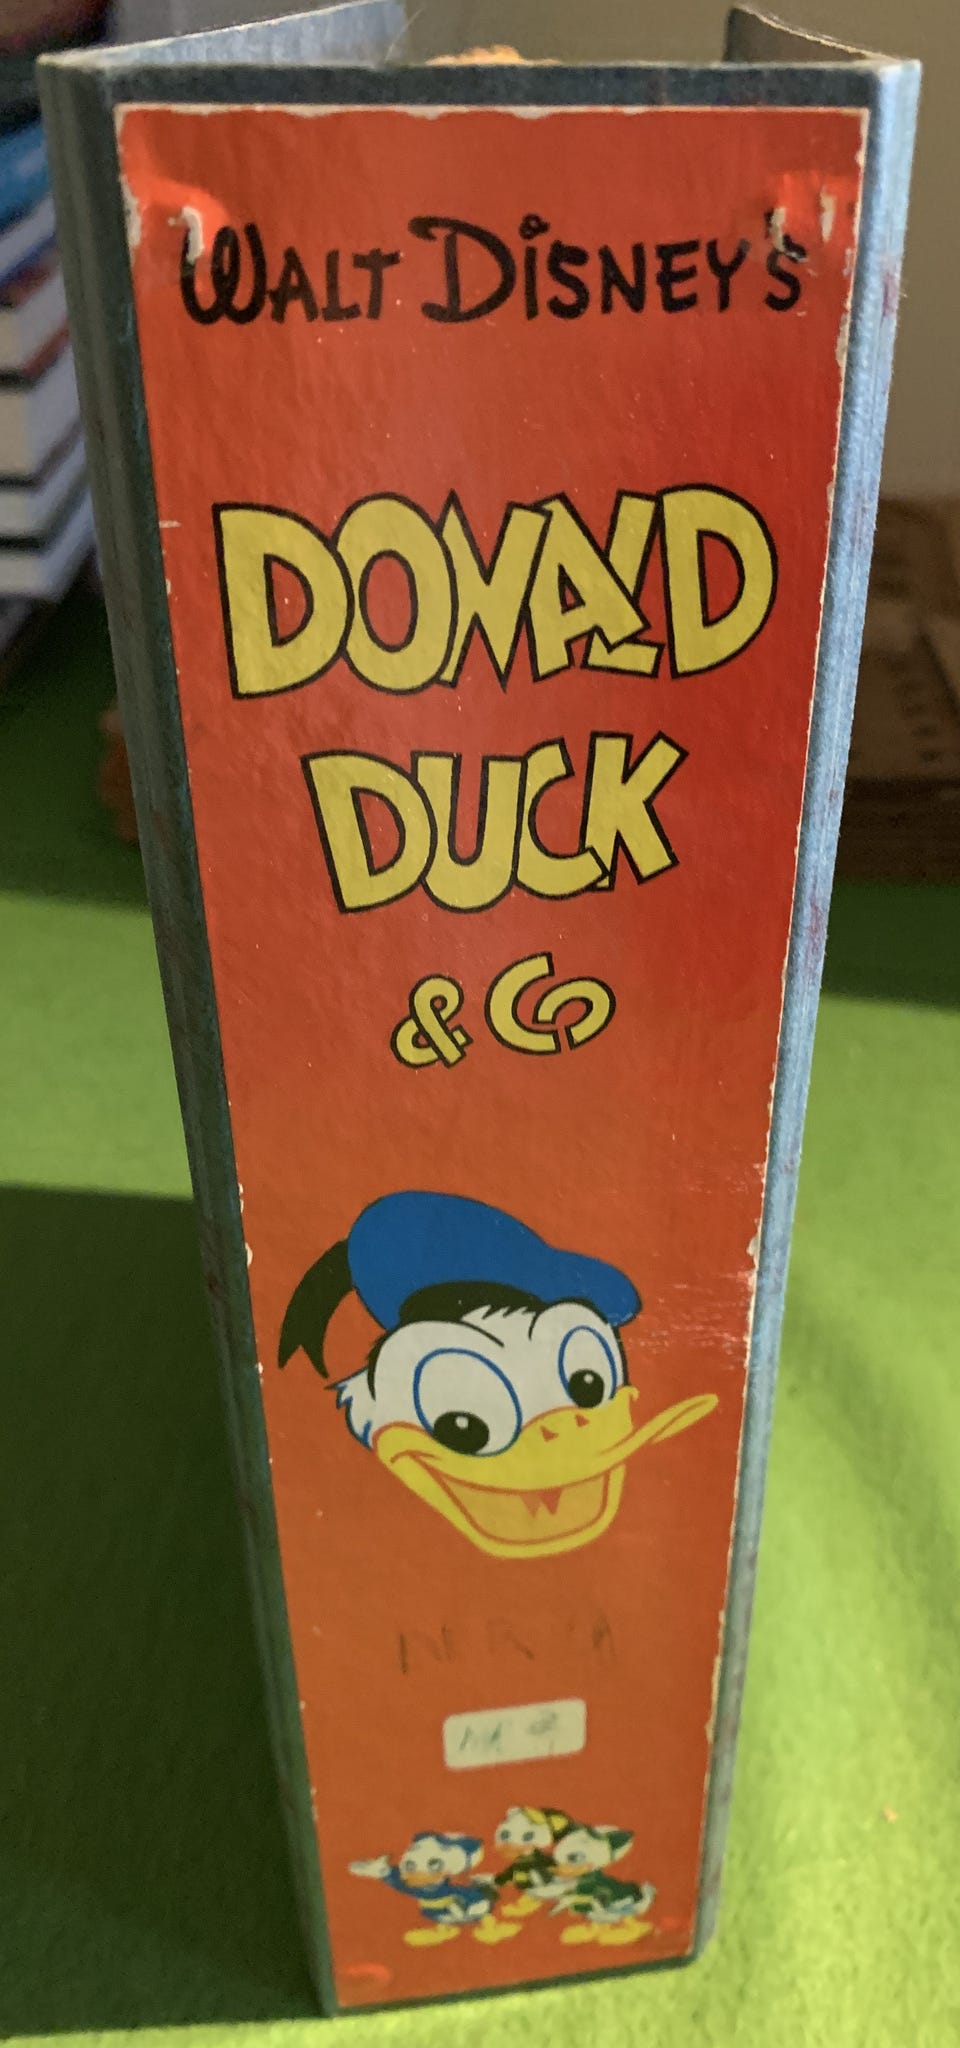 WALT DISNEY'S
DONALD
DUCK
& Co